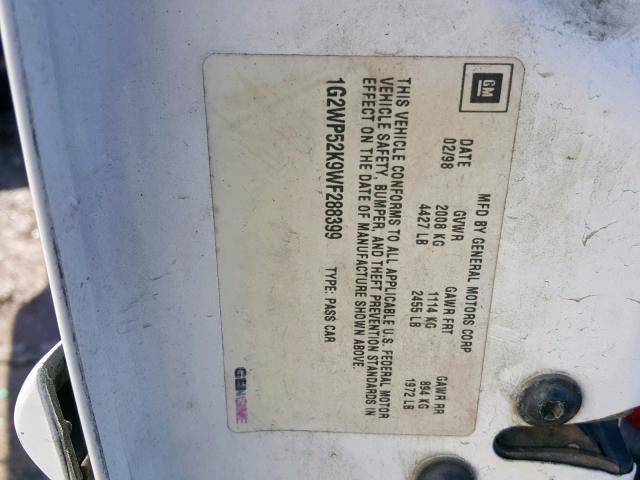 GM
MFD BY GENERAL MOTORS CORP
DATE GVWR GAWR FRT GAWR RR
02/98 2008 KG 1114 KG 894 KG
4427 LB 2455 LB 1972 LB
THIS VEHICLE CONFORMS TO ALL APPLICABLE U.S. FEDERAL MOTOR
VEHICLE SAFETY, BUMPER, AND THEFT PREVENTION STANDARDS IN
EFFECT ON THE DATE OF MANUFACTURE SHOWN ABOVE.
1G2WP52K9WF288399 TYPE: PASS CAR